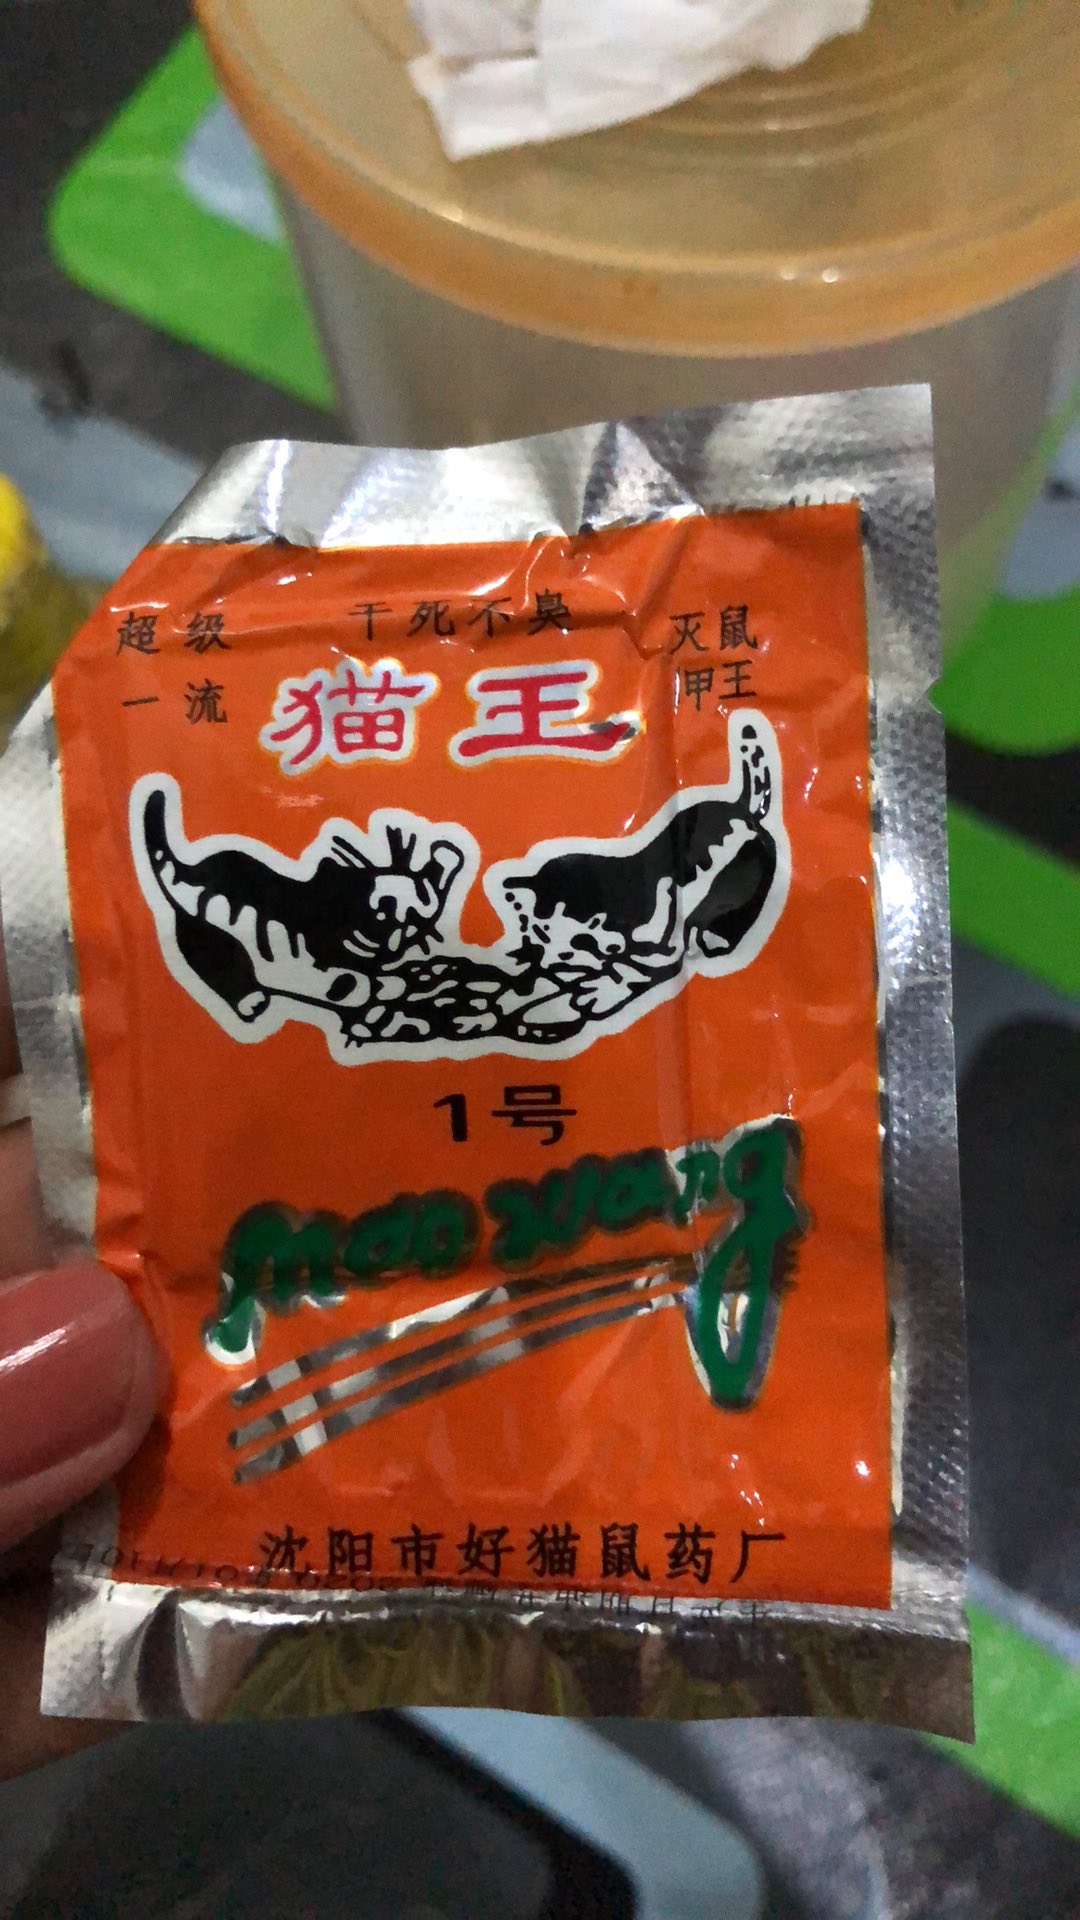 超级 干死不臭 灭鼠
一流 猫王 呷王
1号
Mao wang
沈阳市好猫鼠药厂